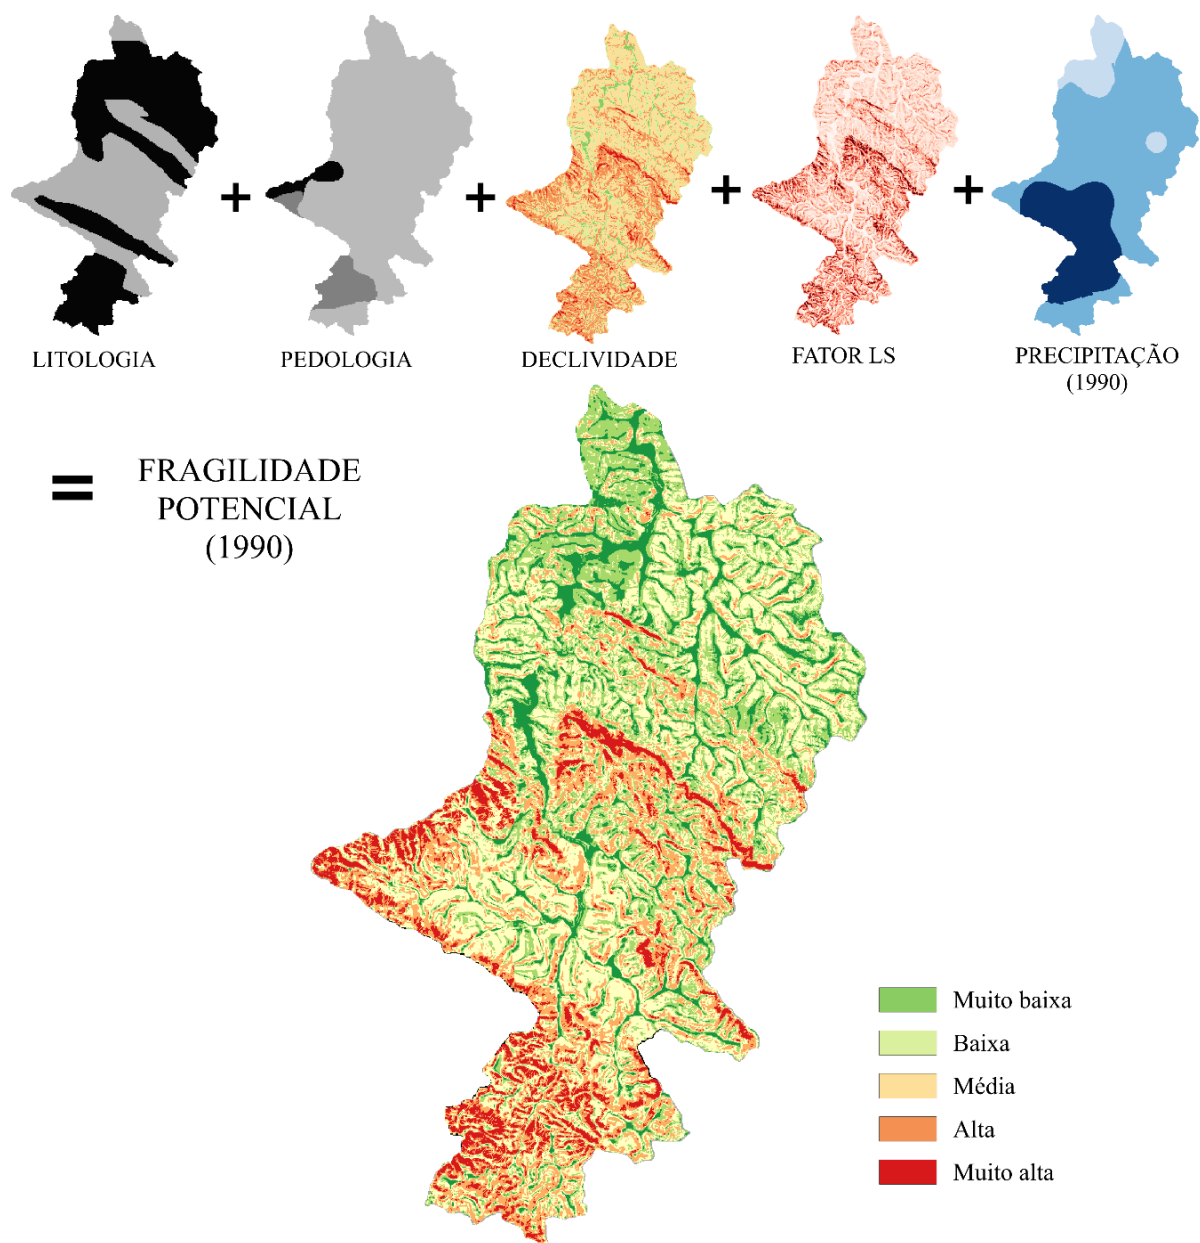 + + + +
LITOLOGIA
PEDOLOGIA
DECLIVIDADE
FATOR LS
PRECIPITAÇÃO
(1990)
=
FRAGILIDADE
POTENCIAL
(1990)
Muito baixa
Baixa
Média
Alta
Muito alta